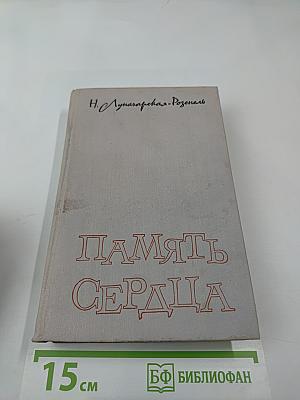 Н. Луначарская-Розенель
ПАМЯТЬ
СЕРДЦА
15 см
БФ БИБЛИОФАН